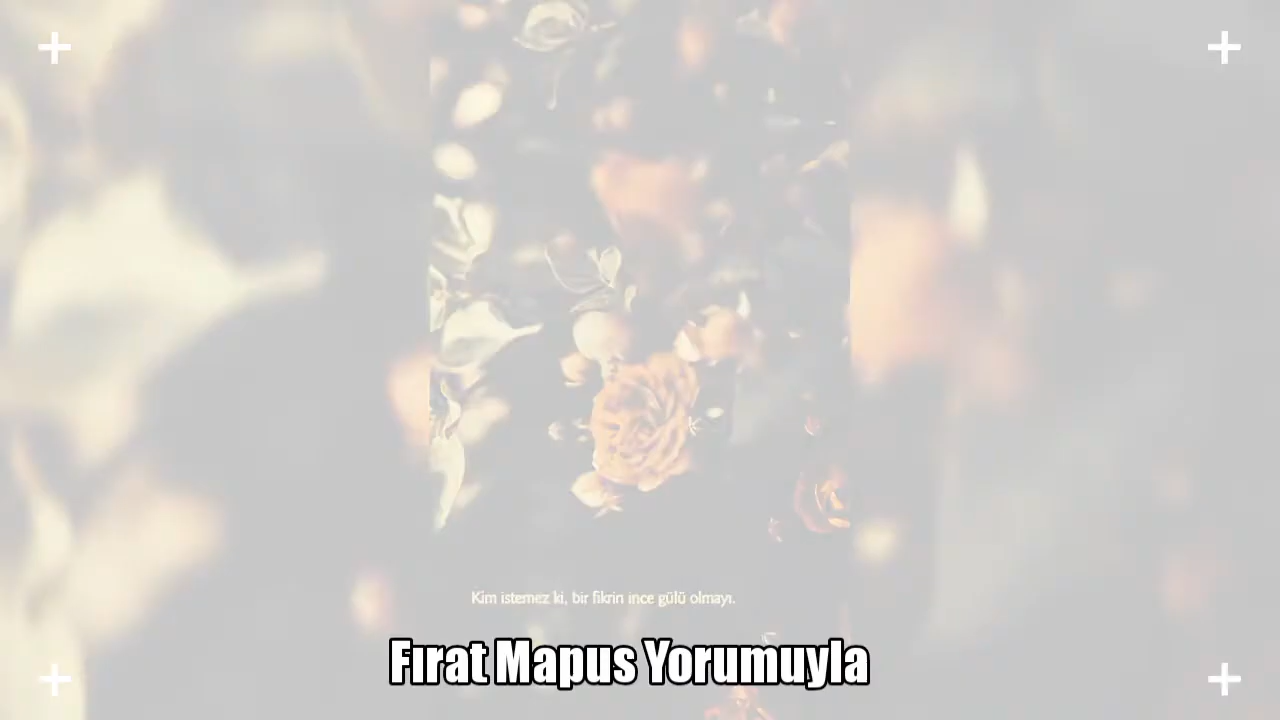 Kim istemez ki, bir fikrin ince gülü olmayı.
Fırat Mapus Yorumuyla